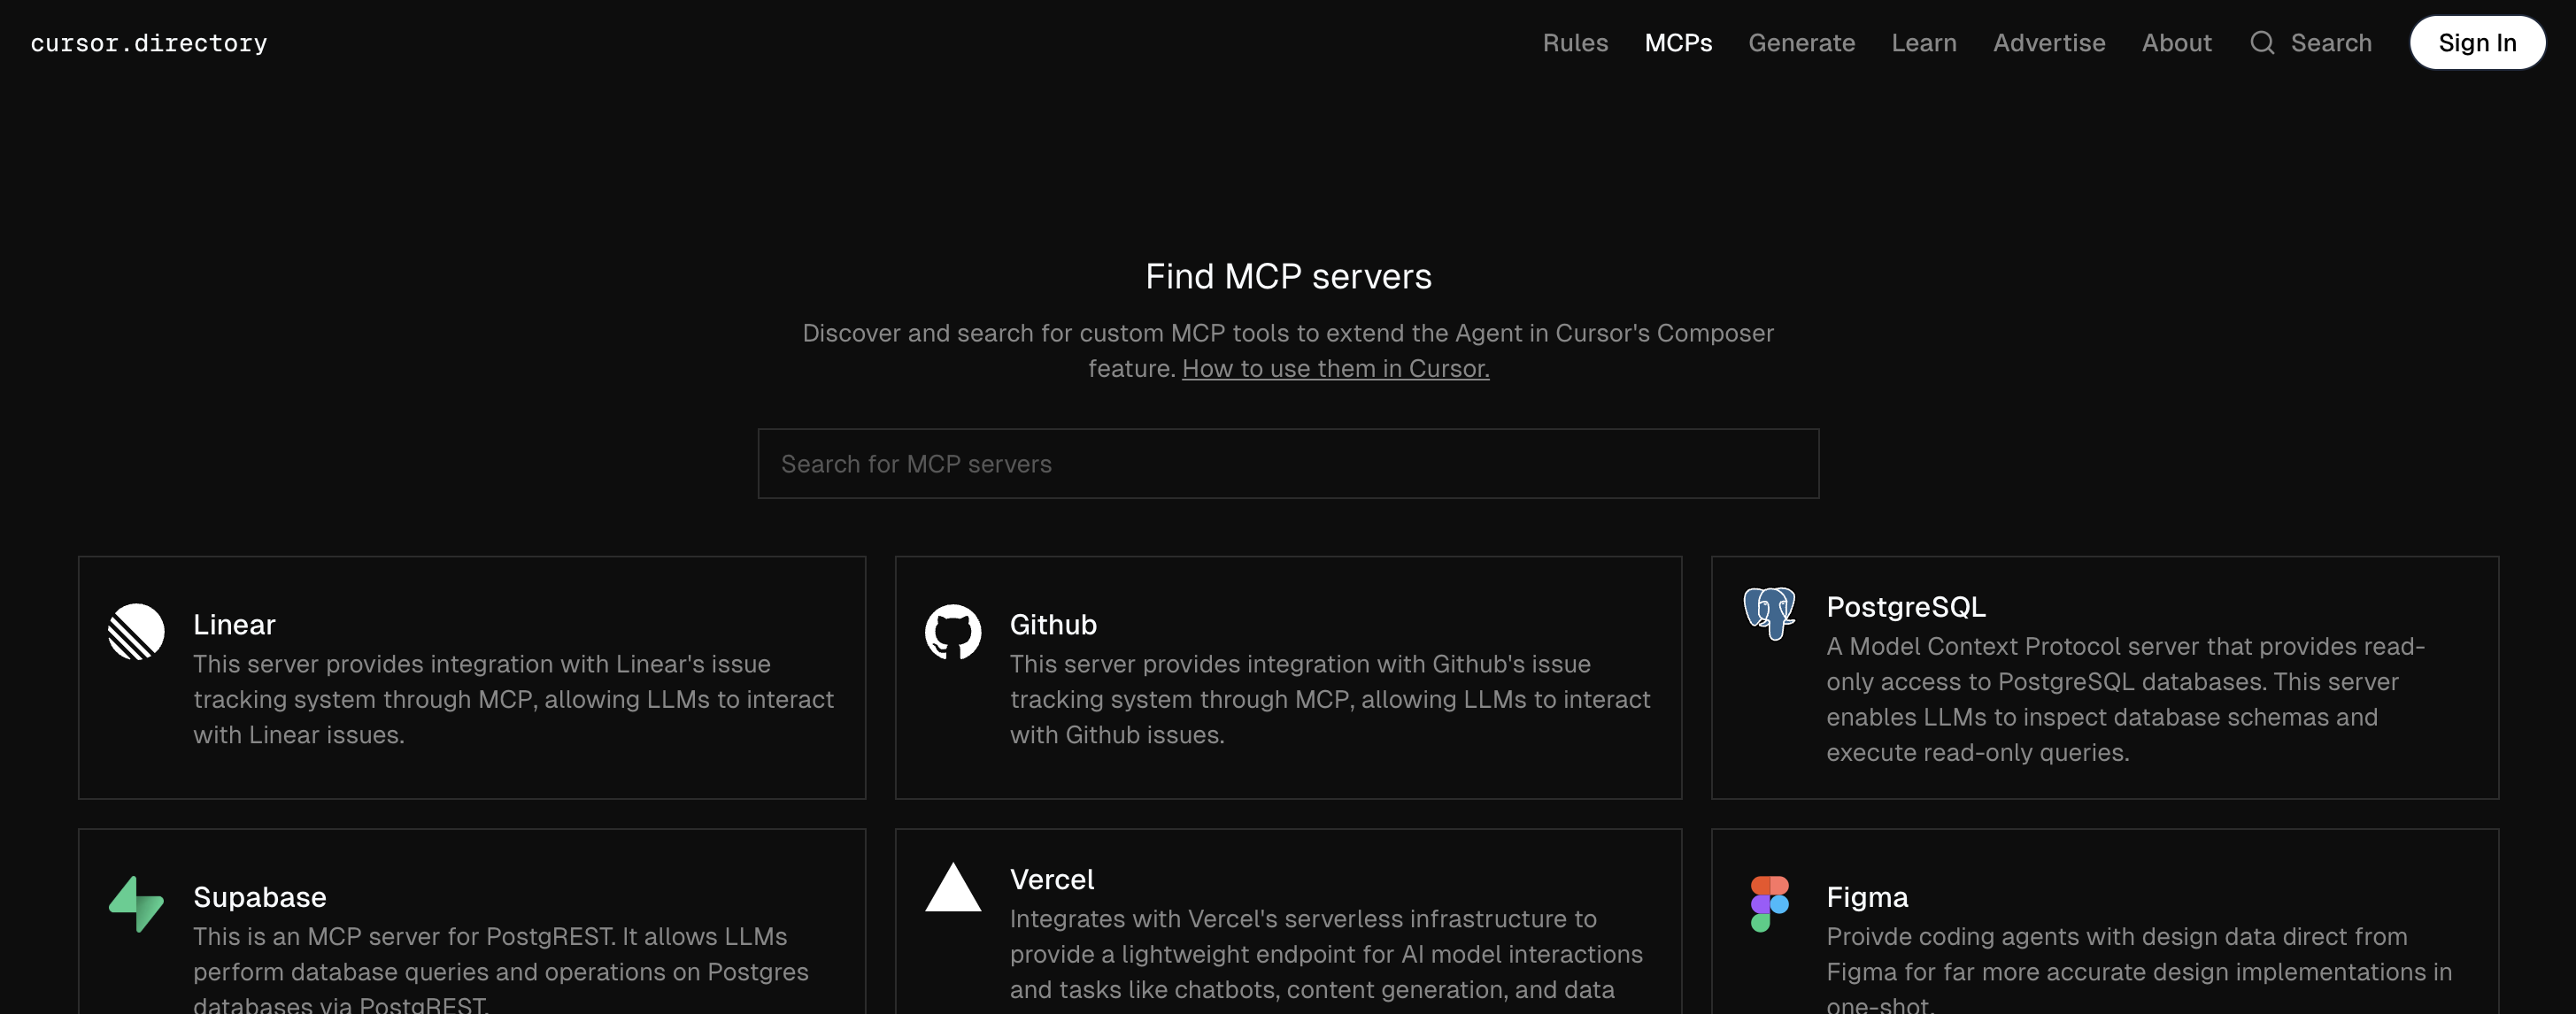 cursor.directory
Rules MCPs Generate Learn Advertise About Search Sign In
Find MCP servers
Discover and search for custom MCP tools to extend the Agent in Cursor's Composer
feature. How to use them in Cursor.
Search for MCP servers
Linear
This server provides integration with Linear's issue
tracking system through MCP, allowing LLMs to interact
with Linear issues.
Github
This server provides integration with Github's issue
tracking system through MCP, allowing LLMs to interact
with Github issues.
PostgreSQL
A Model Context Protocol server that provides read-
only access to PostgreSQL databases. This server
enables LLMs to inspect database schemas and
execute read-only queries.
Supabase
This is an MCP server for PostgREST. It allows LLMs
perform database queries and operations on Postgres
databases via PostgREST.
Vercel
Integrates with Vercel's serverless infrastructure to
provide a lightweight endpoint for AI model interactions
and tasks like chatbots, content generation, and data
Figma
Proivde coding agents with design data direct from
Figma for far more accurate design implementations in
one-shot.